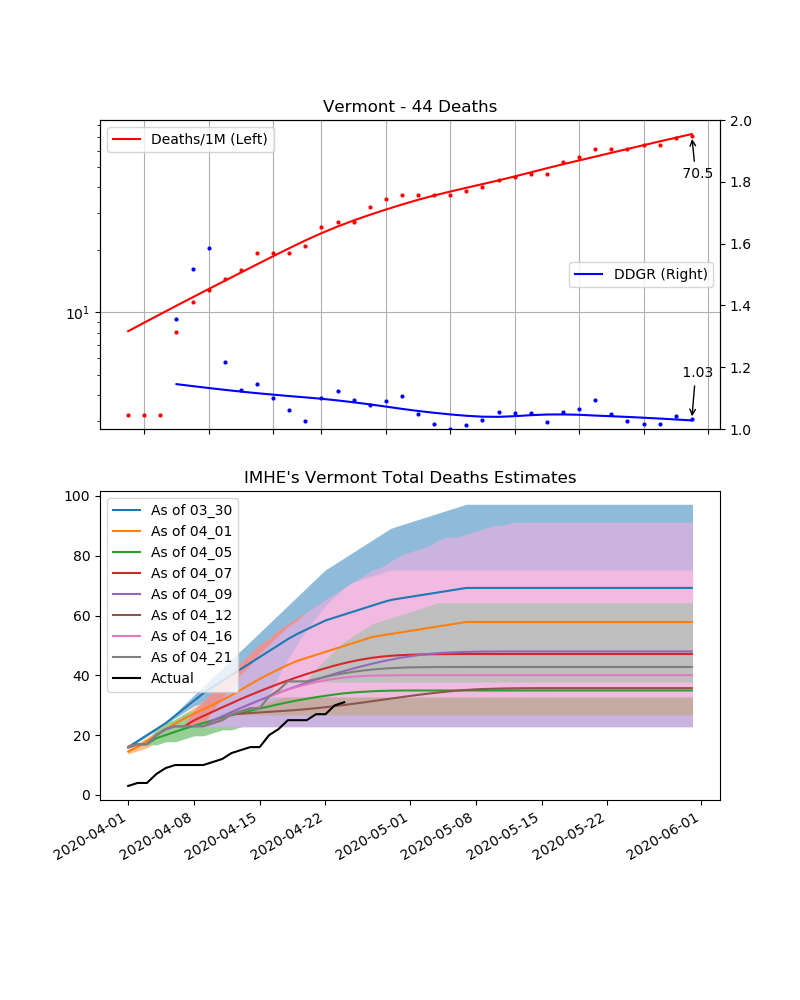 Vermont - 44 Deaths
Deaths/1M (Left)
2.0
1.8
70.5
1.6
DDGR (Right)
10^1
1.4
1.03
1.2
1.0
IMHE's Vermont Total Deaths Estimates
100
As of 03_30
As of 04_01
80
As of 04_05
As of 04_07
As of 04_09
60
As of 04_12
As of 04_16
As of 04_21
40
Actual
20
0
2020-04-01
2020-04-08
2020-04-15
2020-04-22
2020-05-01
2020-05-08
2020-05-15
2020-05-22
2020-06-01